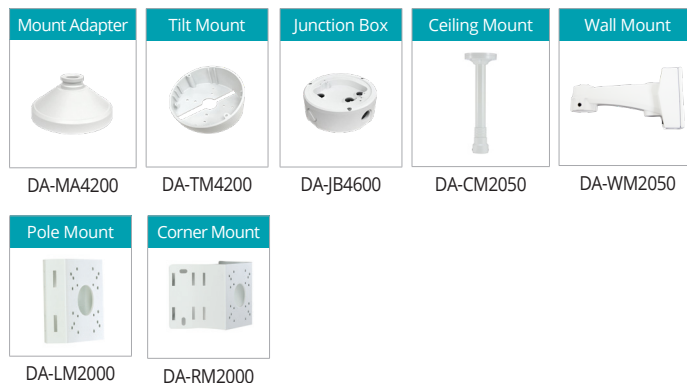 Mount Adapter
Tilt Mount
Junction Box
Ceiling Mount
Wall Mount
DA-MA4200
DA-TM4200
DA-JB4600
DA-CM2050
DA-WM2050
Pole Mount
Corner Mount
DA-LM2000
DA-RM2000